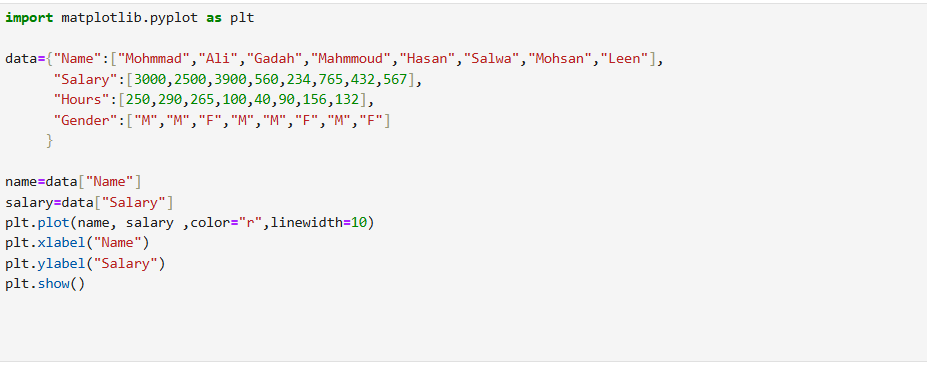 import matplotlib.pyplot as plt
data={"Name":["Mohmmad","Ali","Gadah","Mahmmoud","Hasan","Salwa","Mohsan","Leen"],
"Salary":[3000,2500,3900,560,234,765,432,567],
"Hours":[250,290,265,100,40,90,156,132],
"Gender":["M","M","F","M","M","F","M","F"]
}
name=data["Name"]
salary=data["Salary"]
plt.plot(name, salary ,color="r",linewidth=10)
plt.xlabel("Name")
plt.ylabel("Salary")
plt.show()